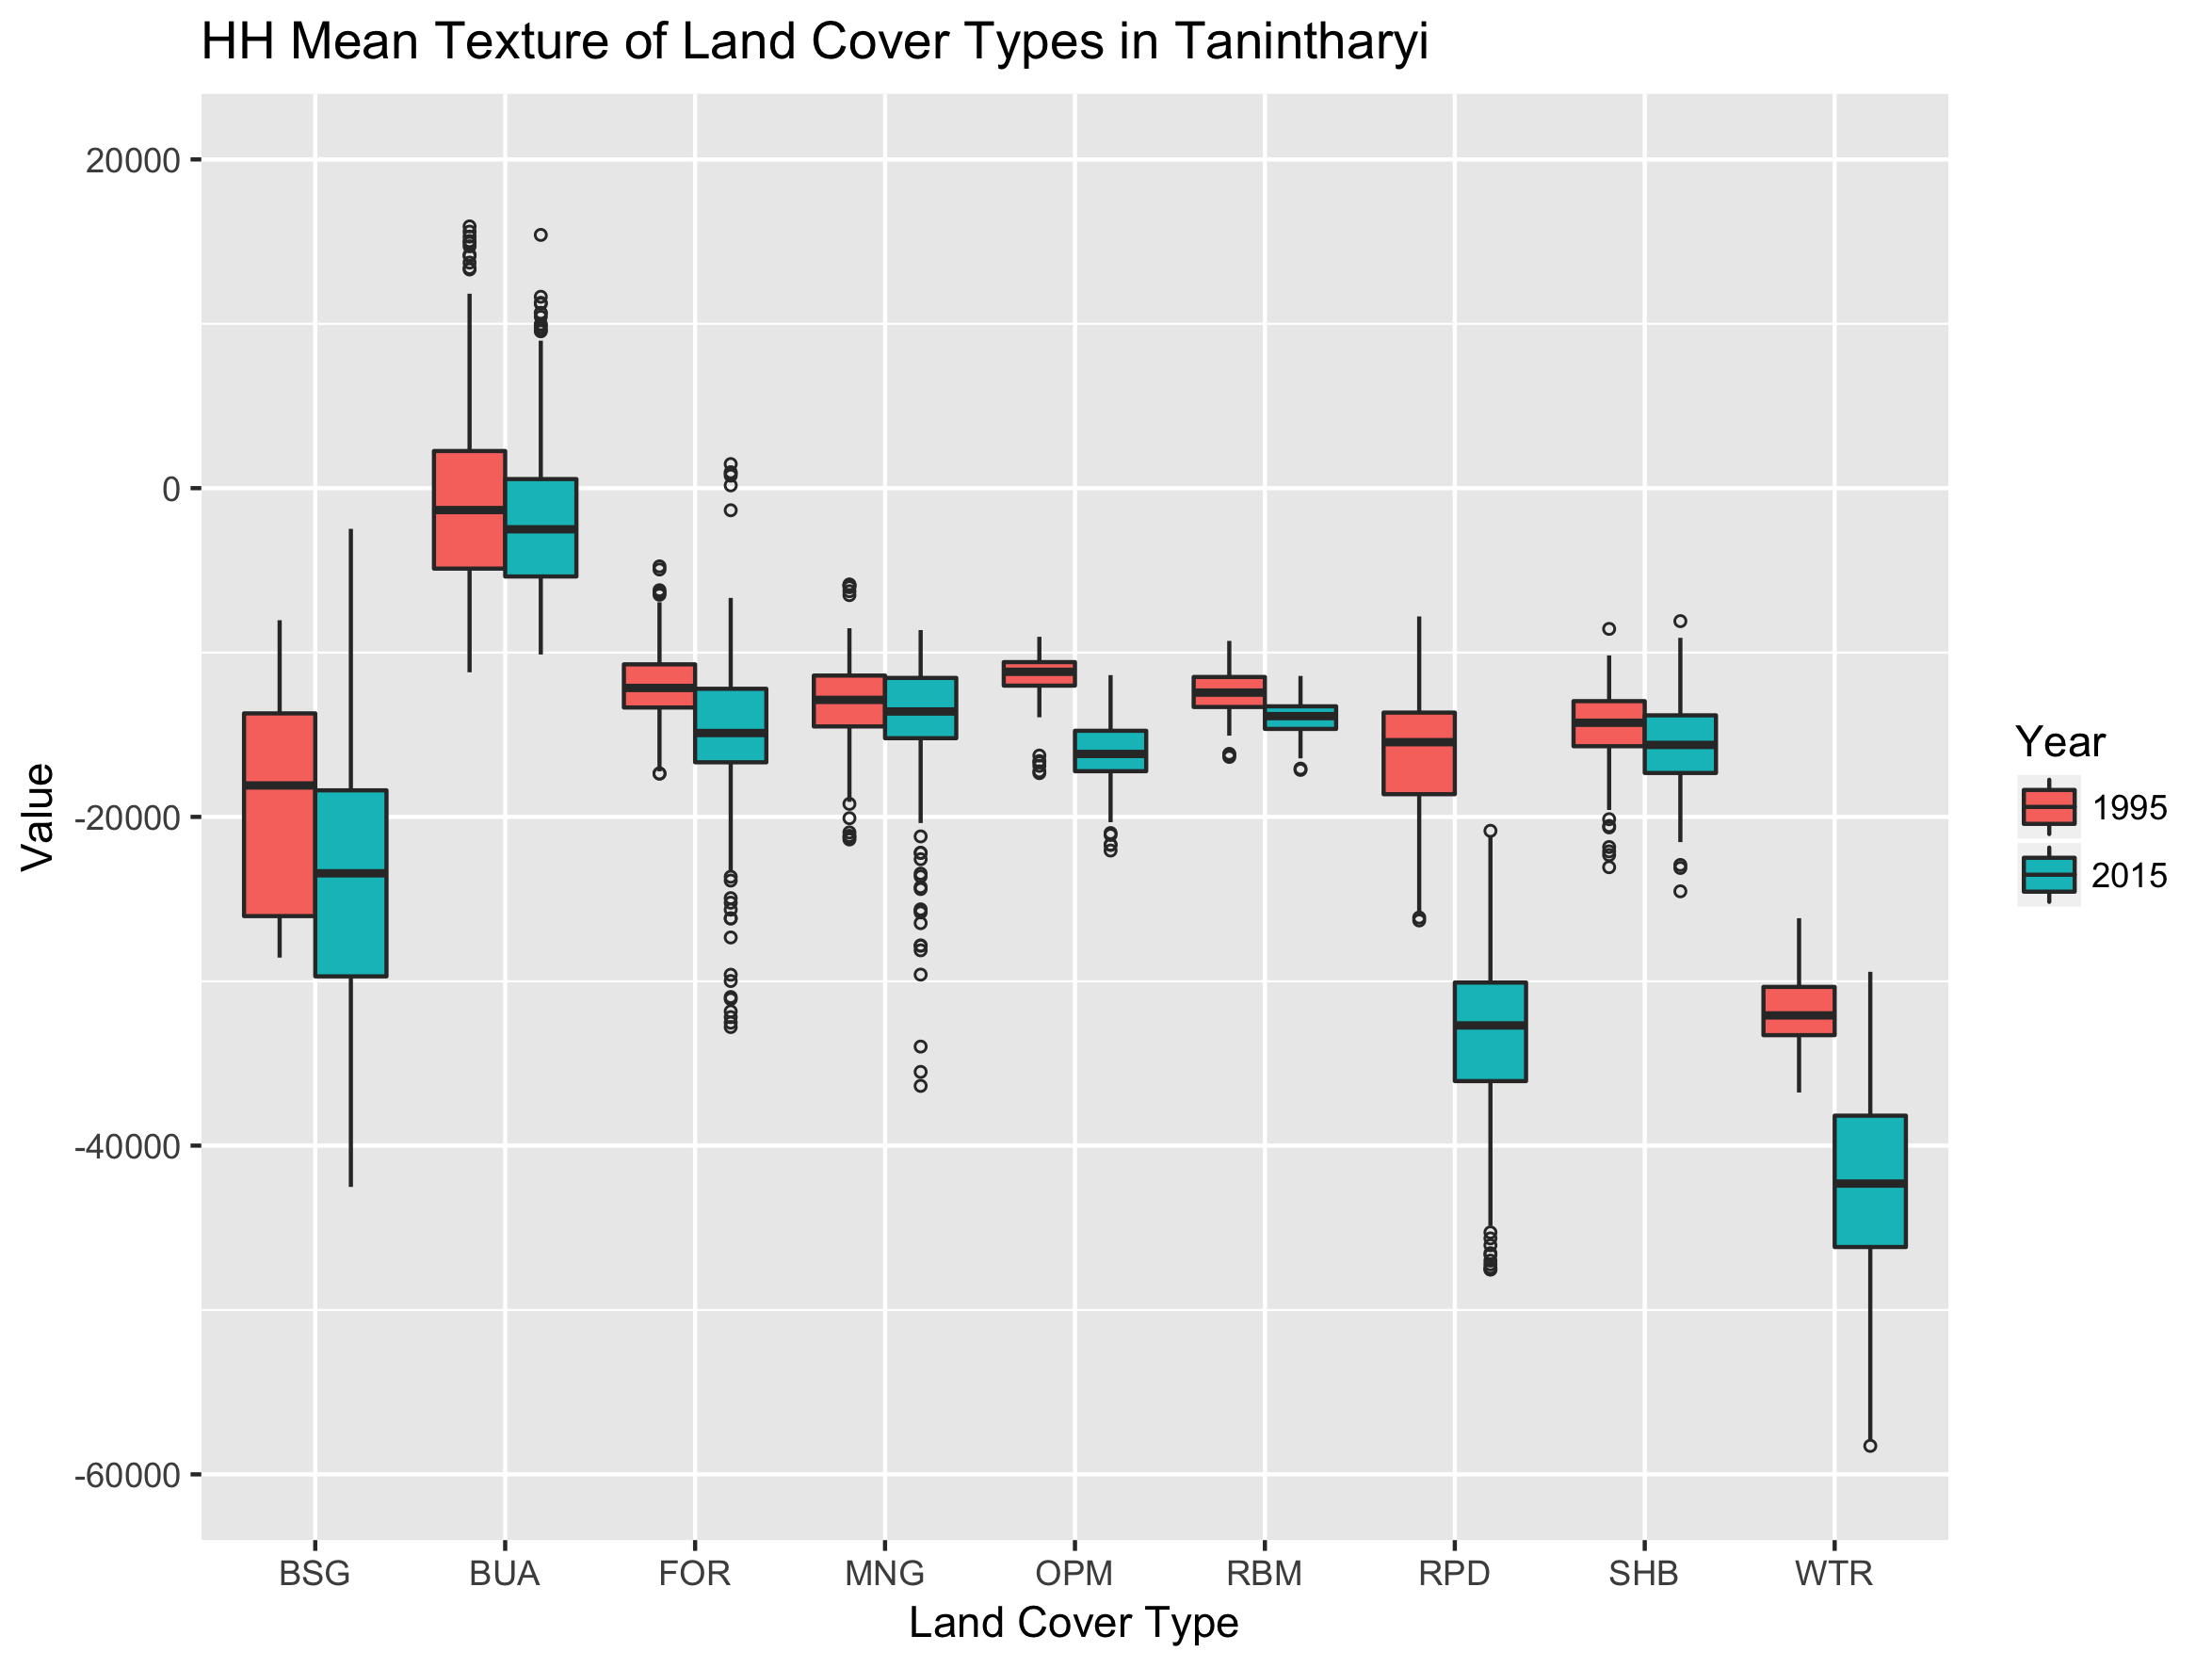 HH Mean Texture of Land Cover Types in Tanintharyi
20000
0
-20000
-40000
-60000
Value
BSG BUA FOR MNG OPM RBM RPD SHB WTR
Land Cover Type
Year
1995
2015